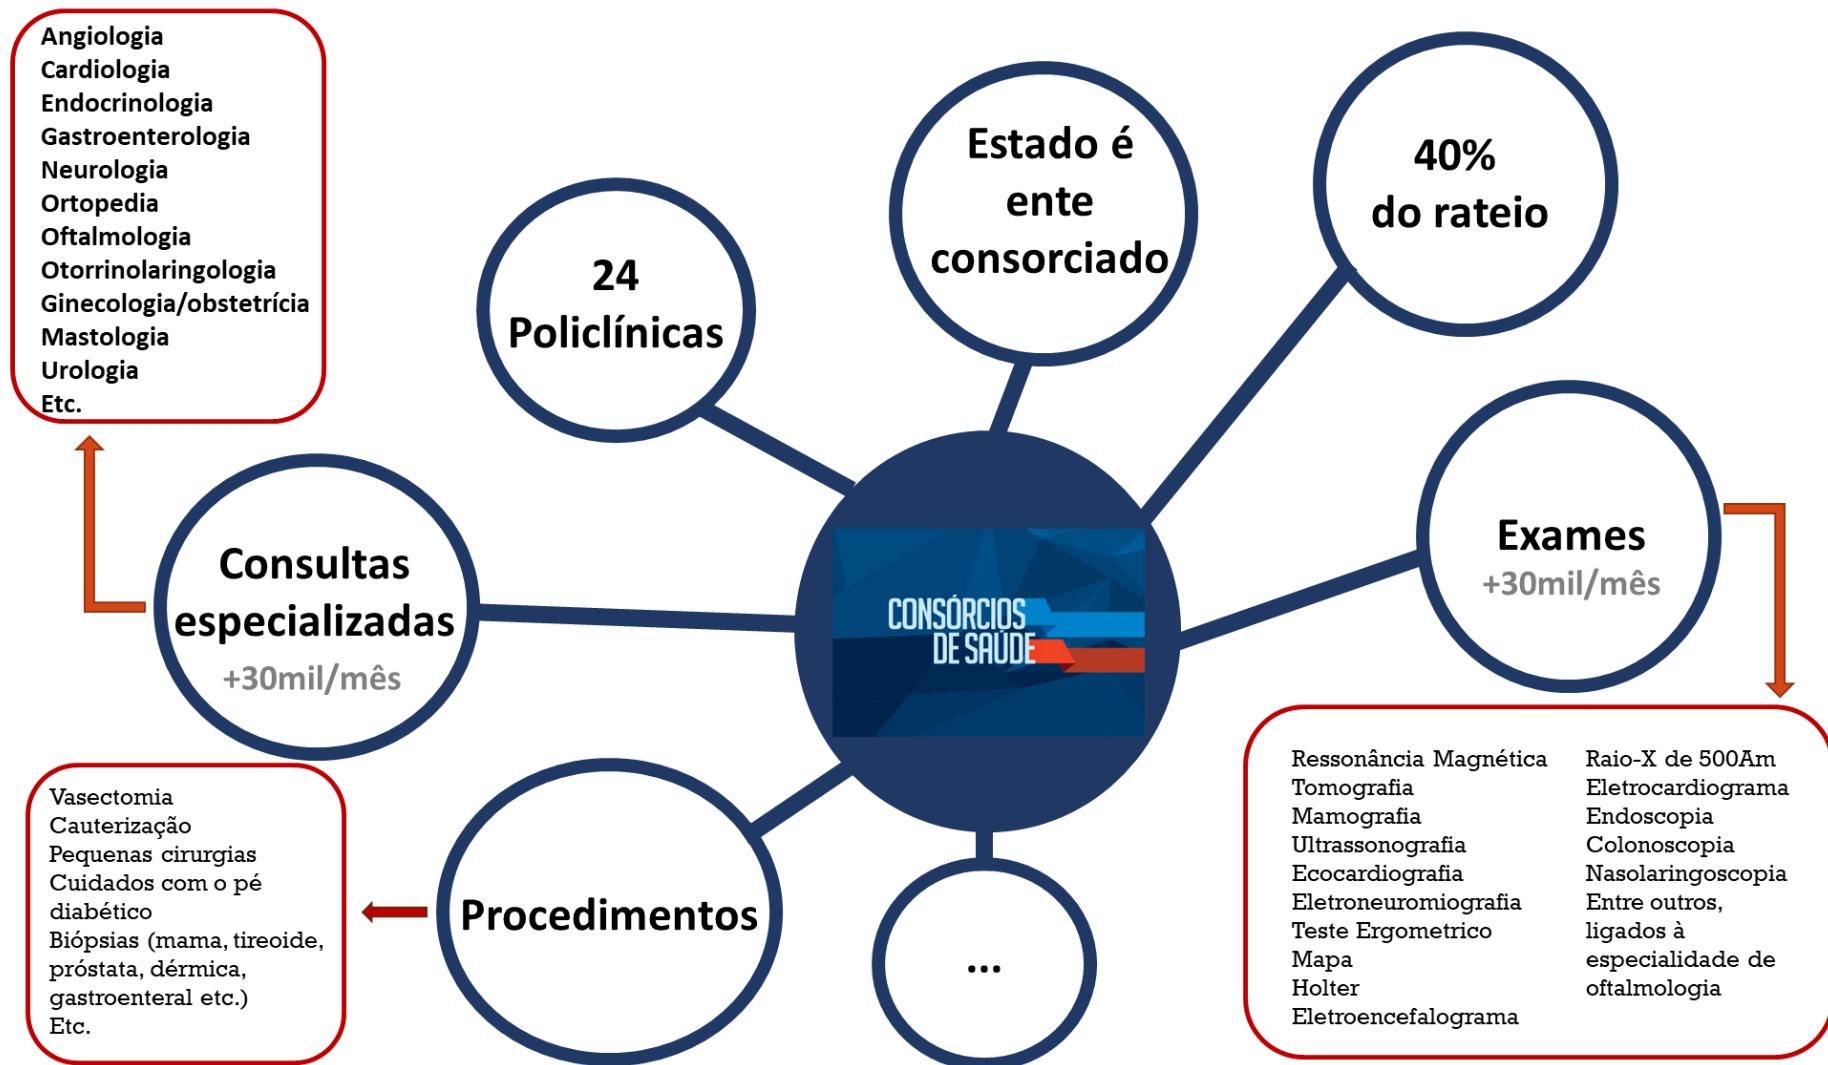 Angiologia
Cardiologia
Endocrinologia
Gastroenterologia
Neurologia
Ortopedia
Oftalmologia
Otorrinolaringologia
Ginecologia/obstetrícia
Mastologia
Urologia
Etc.
24
Policlínicas
Estado é
ente
consorciado
40%
do rateio
Consultas
especializadas
+30mil/mês
CONSÓRCIOS
DE SAÚDE
Exames
+30mil/mês
Vasectomia
Cauterização
Pequenas cirurgias
Cuidados com o pé
diabético
Biópsias (mama, tireoide,
próstata, dérmica,
gastroenteral etc.)
Etc.
Procedimentos
...
Ressonância Magnética
Tomografia
Mamografia
Ultrassonografia
Ecocardiografia
Eletroneuromiografia
Teste Ergometrico
Mapa
Holter
Eletroencefalograma
Raio-X de 500Am
Eletrocardiograma
Endoscopia
Colonoscopia
Nasolaringoscopia
Entre outros,
ligados à
especialidade de
oftalmologia